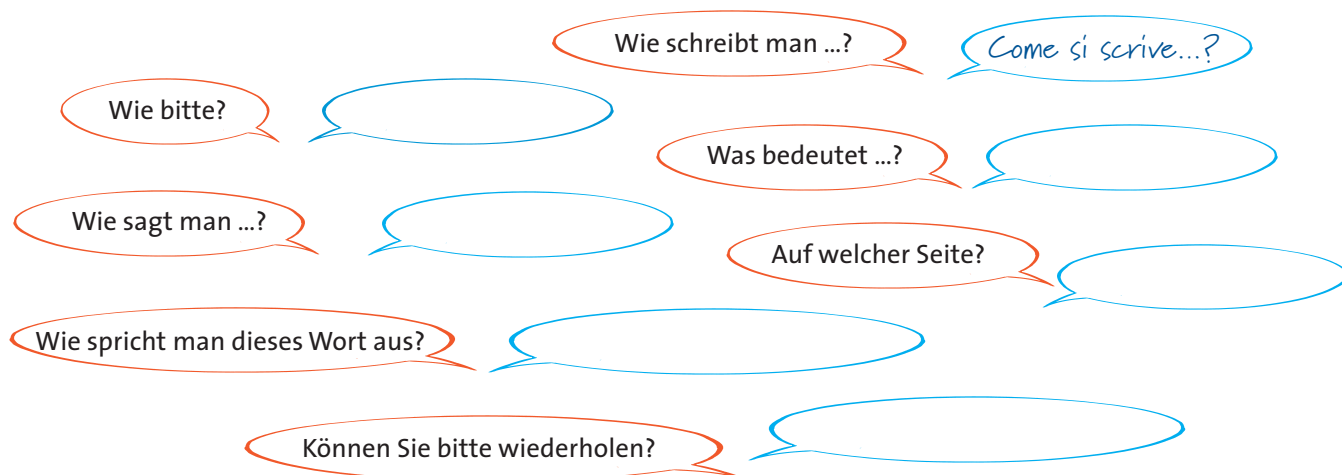 Wie schreibt man ...?
Come si scrive...?
Wie bitte?
Was bedeutet ...?
Wie sagt man ...?
Auf welcher Seite?
Wie spricht man dieses Wort aus?
Können Sie bitte wiederholen?